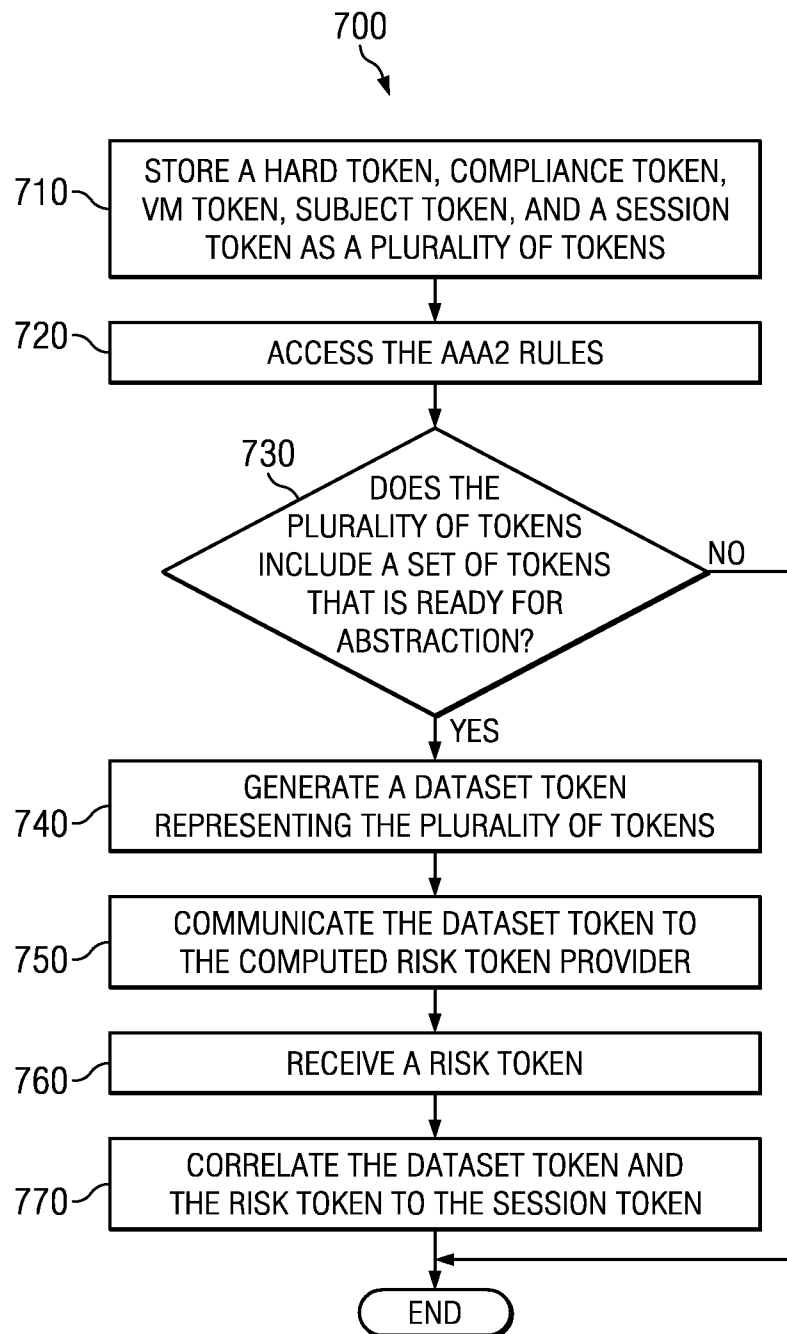 700
710
STORE A HARD TOKEN, COMPLIANCE TOKEN,
VM TOKEN, SUBJECT TOKEN, AND A SESSION
TOKEN AS A PLURALITY OF TOKENS
720
ACCESS THE AAA2 RULES
730
DOES THE
PLURALITY OF TOKENS
INCLUDE A SET OF TOKENS
THAT IS READY FOR
ABSTRACTION?
NO
YES
740
GENERATE A DATASET TOKEN
REPRESENTING THE PLURALITY OF TOKENS
750
COMMUNICATE THE DATASET TOKEN TO
THE COMPUTED RISK TOKEN PROVIDER
760
RECEIVE A RISK TOKEN
770
CORRELATE THE DATASET TOKEN AND
THE RISK TOKEN TO THE SESSION TOKEN
END